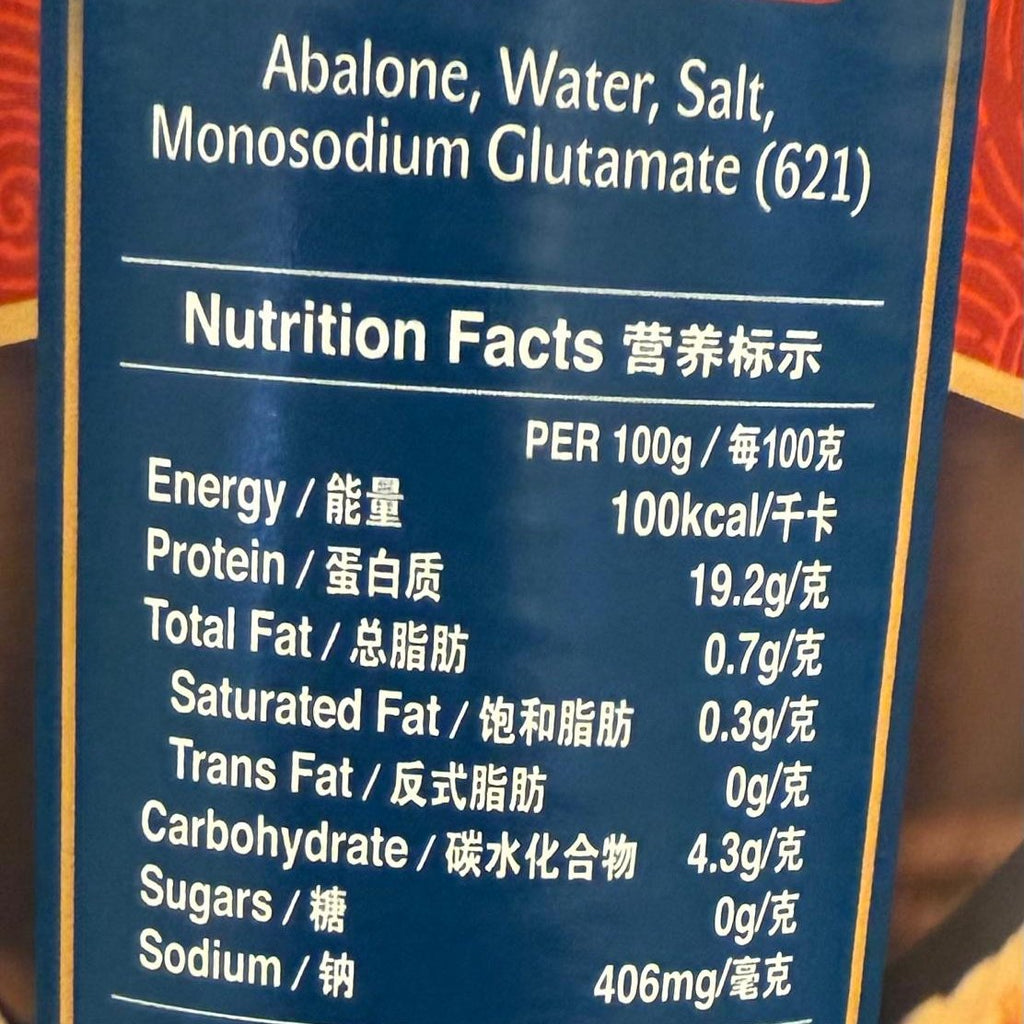 Abalone, Water, Salt,
Monosodium Glutamate (621)
Nutrition Facts 营养标示
PER 100g / 每100克
Energy / 能量 100kcal/千卡
Protein / 蛋白质 19.2g/克
Total Fat / 总脂肪 0.7g/克
Saturated Fat / 饱和脂肪 0.3g/克
Trans Fat / 反式脂肪 0g/克
Carbohydrate / 碳水化合物 4.3g/克
Sugars / 糖 0g/克
Sodium / 钠 406mg/毫克